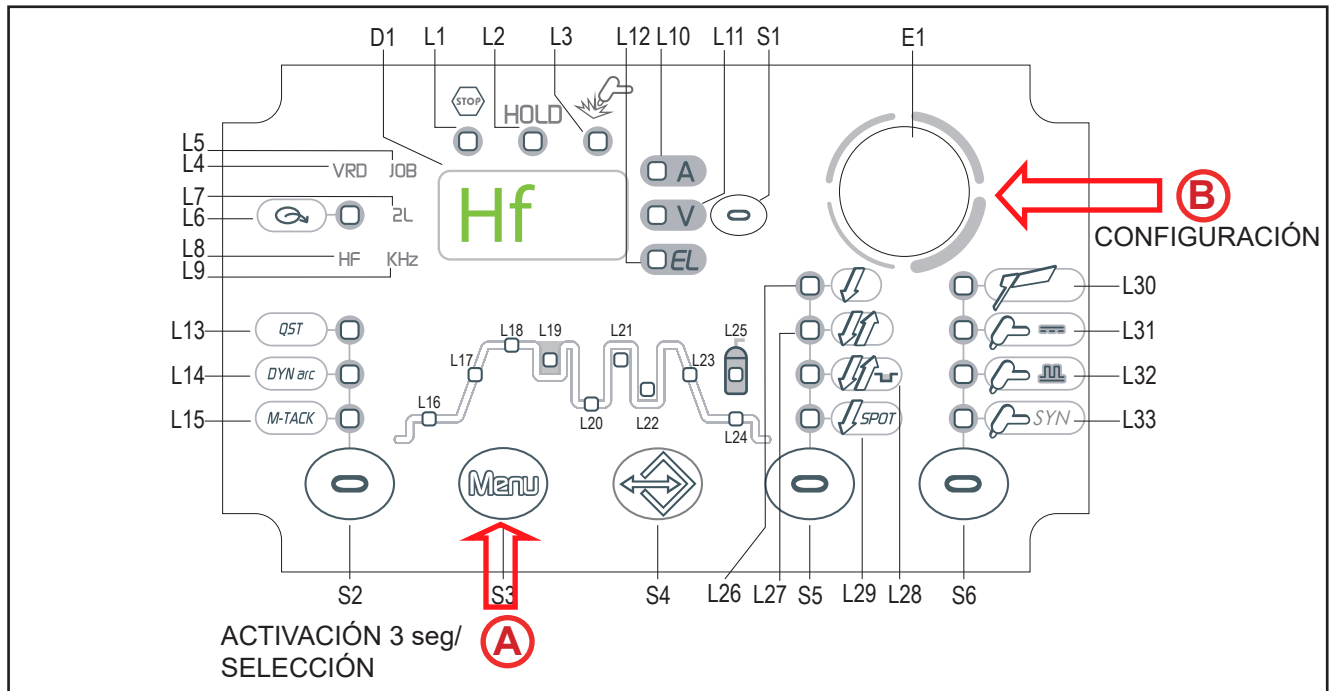 D1 L1 L2 L3 L12 L10 L11 S1 E1
STOP HOLD
L5
L4 VRD JOB
A
L7
L6 2L Hf V B
CONFIGURACIÓN
L8
L9 HF KHz EL
L30
L13 QST L18 L19 L21 L25 L31
L14 DYN arc L17 L23 L32
L15 M-TACK L16 L20 L22 L24 SPOT SYN L33
Menu
S2 S3 S4 L26 L27 S5 L29 L28 S6
ACTIVACIÓN 3 seg/ A
SELECCIÓN